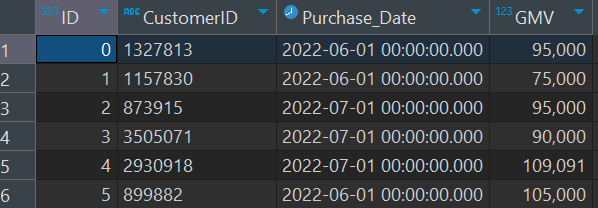 123 ID ABC CustomerID Purchase_Date 123 GMV
1 0 1327813 2022-06-01 00:00:00.000 95,000
2 1 1157830 2022-06-01 00:00:00.000 75,000
3 2 873915 2022-07-01 00:00:00.000 95,000
4 3 3505071 2022-07-01 00:00:00.000 90,000
5 4 2930918 2022-07-01 00:00:00.000 109,091
6 5 899882 2022-06-01 00:00:00.000 105,000